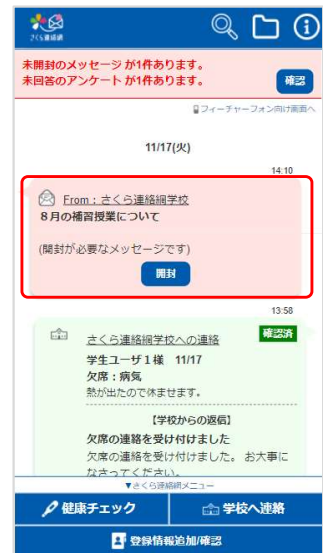 さくら連絡網
未開封のメッセージ が1件あります。
未回答のアンケート が1件あります。
確認
フィーチャーフォン向け画面へ
11/17(火)
14:10
From：さくら連絡網学校
８月の補習授業について
(開封が必要なメッセージです)
開封
13:58
さくら連絡網学校への連絡
確認済
学生ユーザ１様 11/17
欠席：病気
熱が出たので休ませます。
【学校からの返信】
欠席の連絡を受け付けました
欠席の連絡を受け付けました。 お大事に
なさってください。
▼さくら連絡網メニュー
健康チェック
学校へ連絡
登録情報追加/確認